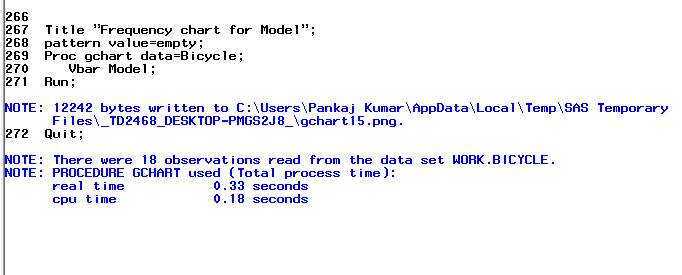 266
267  Title "Frequency chart for Model";
268  pattern value=empty;
269  Proc gchart data=Bicycle;
270     Vbar Model;
271  Run;
NOTE: 12242 bytes written to C:\Users\Pankaj Kumar\AppData\Local\Temp\SAS Temporary
      Files\_TD2468_DESKTOP-PMGS2J8_\gchart15.png.
272  Quit;
NOTE: There were 18 observations read from the data set WORK.BICYCLE.
NOTE: PROCEDURE GCHART used (Total process time):
      real time           0.33 seconds
      cpu time            0.18 seconds